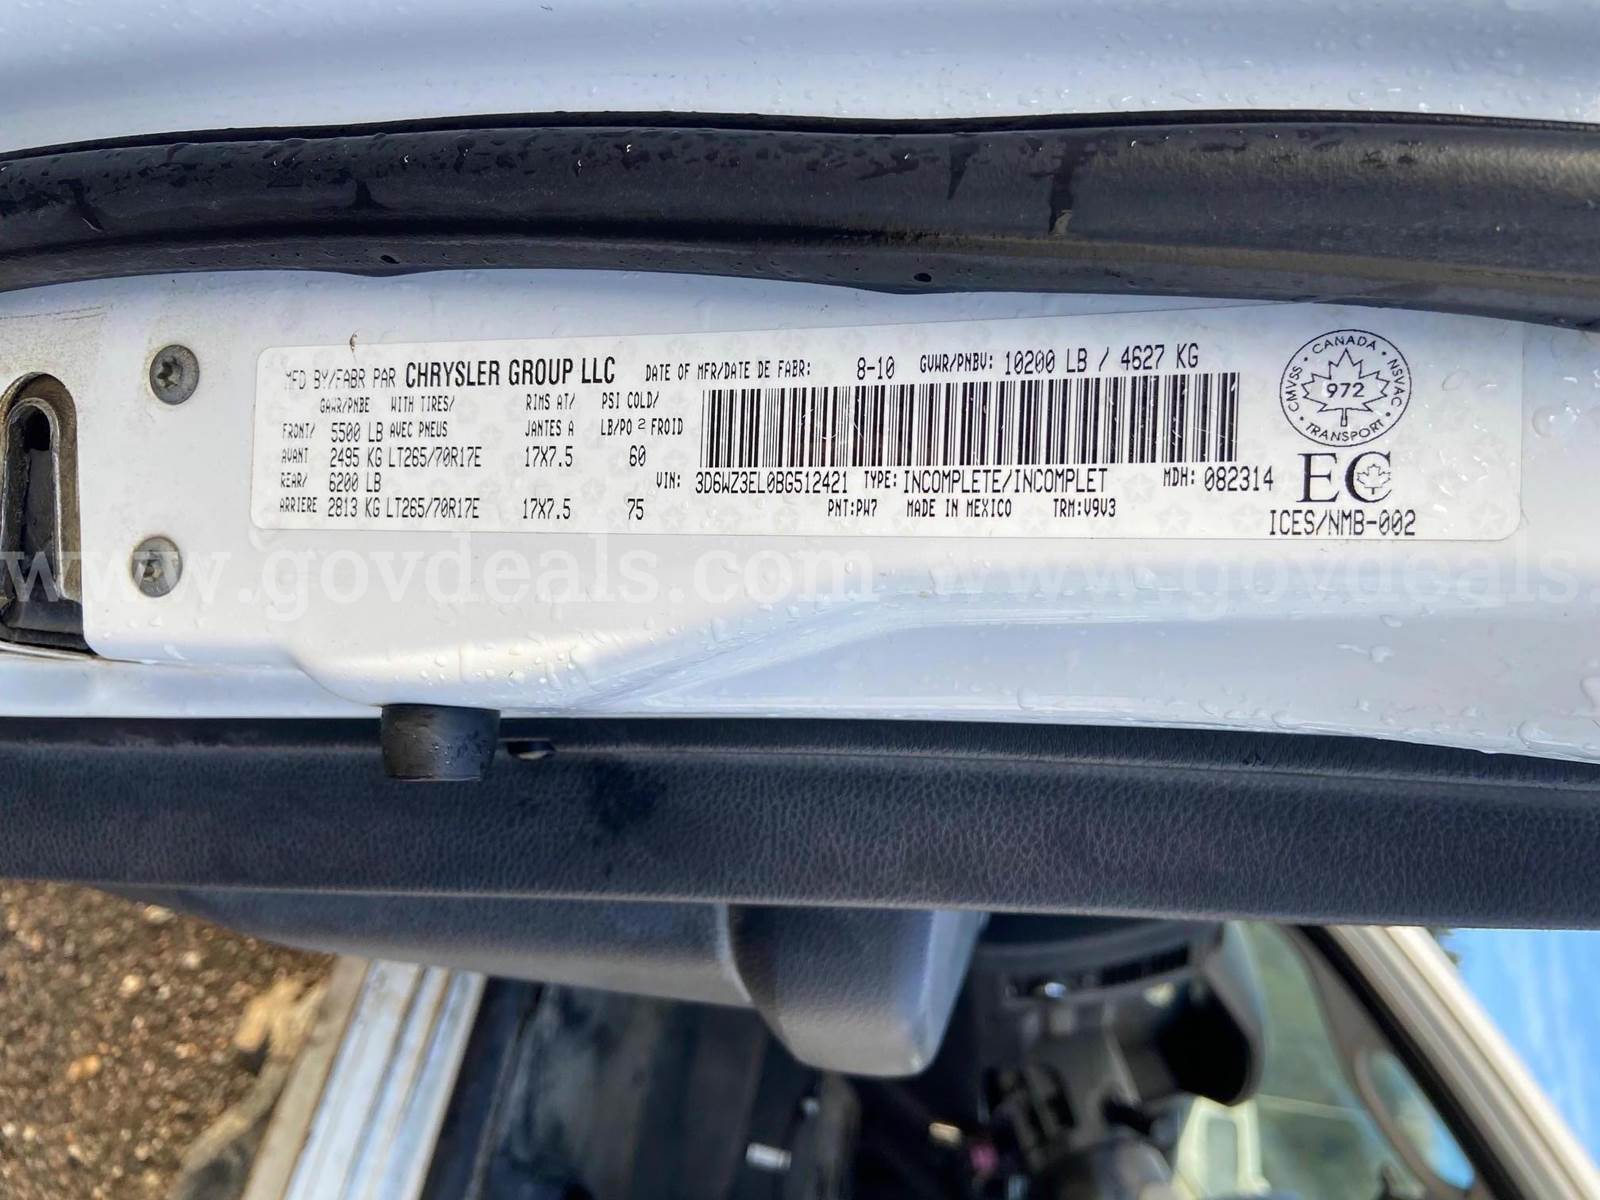 MFD BY/FABR PAR CHRYSLER GROUP LLC DATE OF MFR/DATE DE FABR: 8-10 GVWR/PNBV: 10200 LB / 4627 KG
GAWR/PNBE WITH TIRES/ RIMS AT/ PSI COLD/
FRONT/ 5500 LB AVEC PNEUS JANTES A LB/PO 2 FROID
AVANT 2495 KG LT265/70R17E 17X7.5 60
REAR/ 6200 LB
ARRIERE 2813 KG LT265/70R17E 17X7.5 75
VIN: 3D6WZ3EL0BG512421 TYPE: INCOMPLETE/INCOMPLET MDH: 082314
PNT:PW7 MADE IN MEXICO TRM:V9V3
CANADA
CMVSS 972 NSVAC
TRANSPORT
EC
ICES/NMB-002
www.govdeals.com www.govdeals